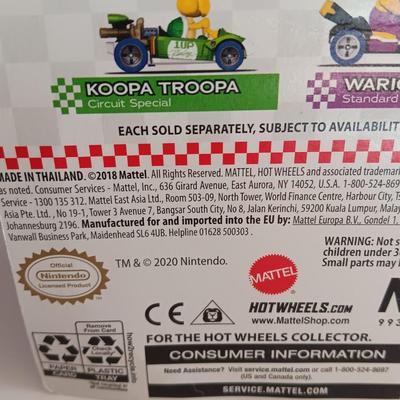 1UP
Racing
KOOPA TROOPA
Circuit Special
WARIO
Standard
EACH SOLD SEPARATELY, SUBJECT TO AVAILABILITY
MADE IN THAILAND. ©2018 Mattel. All Rights Reserved. MATTEL, HOT WHEELS and associated trademark
as noted. Consumer Services - Mattel, Inc., 636 Girard Avenue, East Aurora, NY 14052, U.S.A. 1-800-524-869
Service - 1300 135 312. Mattel East Asia Ltd., Room 503-09, North Tower, World Finance Centre, Harbour City, Ts
Asia Pte. Ltd., No 19-1, Tower 3 Avenue 7, Bangsar South City, No 8, Jalan Kerinchi, 59200 Kuala Lumpur, Malay
Johannesburg 2196. Manufactured for and imported into the EU by: Mattel Europa B.V., Gondel 1,
Vanwall Business Park, Maidenhead SL6 4UB. Helpline 01628 500303 .
WARNING: Not s
children under 3
Small parts may
Official
Nintendo
Licensed Product
TM & © 2020 Nintendo.
MATTEL
HOTWHEELS.COM™
www.MattelShop.com
CE
993
FOR THE HOT WHEELS COLLECTOR.
Remove
From Card
Check
Locally*
PAPER
CARD
PLASTIC
TRAY
how2recycle.info
CONSUMER INFORMATION
Need Assistance? Visit service.mattel.com or call 1-800-524-8697
(US and Canada only).
SERVICE.MATTEL.COM